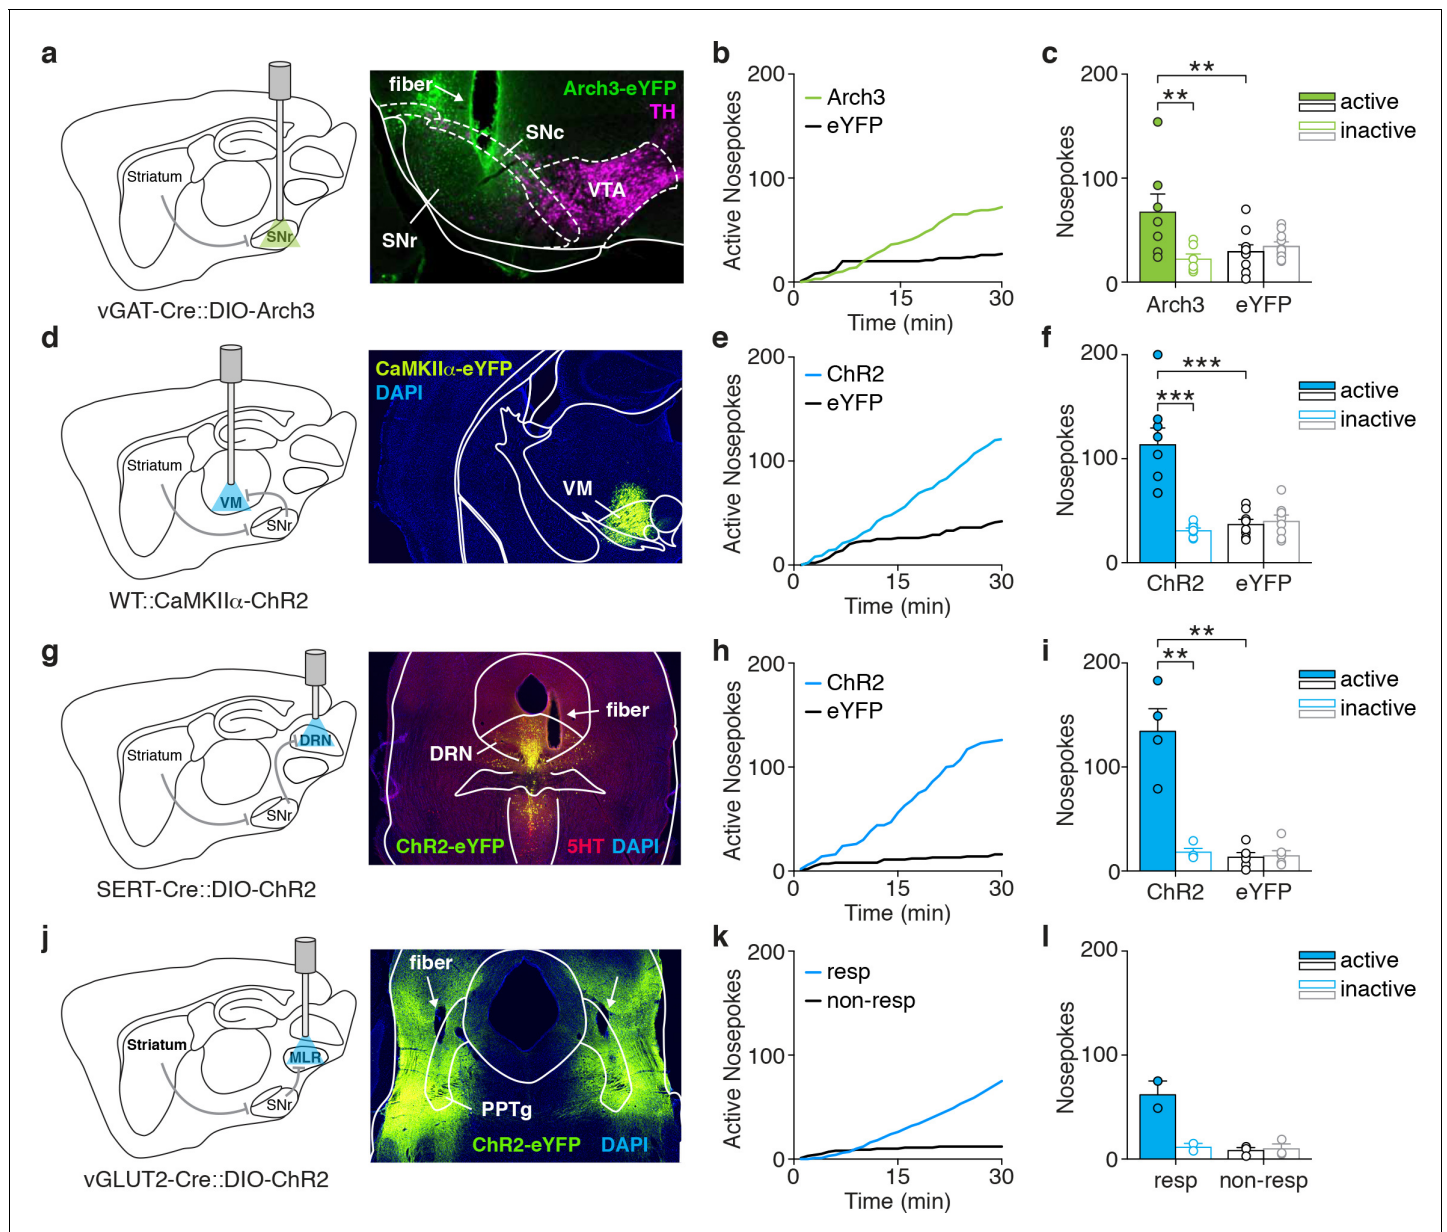 a
Striatum
SNr
vGAT-Cre::DIO-Arch3
fiber
Arch3-eYFP
TH
SNc
VTA
SNr
b
200
100
0
Active Nosepokes
Arch3
eYFP
0
15
30
Time (min)
c
200
100
0
Nosepokes
**
**
active
inactive
Arch3
eYFP
d
Striatum
VM
SNr
WT::CaMKIIα-ChR2
CaMKIIα-eYFP
DAPI
VM
e
200
100
0
Active Nosepokes
ChR2
eYFP
0
15
30
Time (min)
f
200
100
0
Nosepokes
***
***
active
inactive
ChR2
eYFP
g
Striatum
DRN
SNr
SERT-Cre::DIO-ChR2
fiber
DRN
ChR2-eYFP
5HT DAPI
h
200
100
0
Active Nosepokes
ChR2
eYFP
0
15
30
Time (min)
i
200
100
0
Nosepokes
**
**
active
inactive
ChR2
eYFP
j
Striatum
MLR
SNr
vGLUT2-Cre::DIO-ChR2
fiber
PPTg
ChR2-eYFP
DAPI
k
200
100
0
Active Nosepokes
resp
non-resp
0
15
30
Time (min)
l
200
100
0
Nosepokes
active
inactive
resp
non-resp